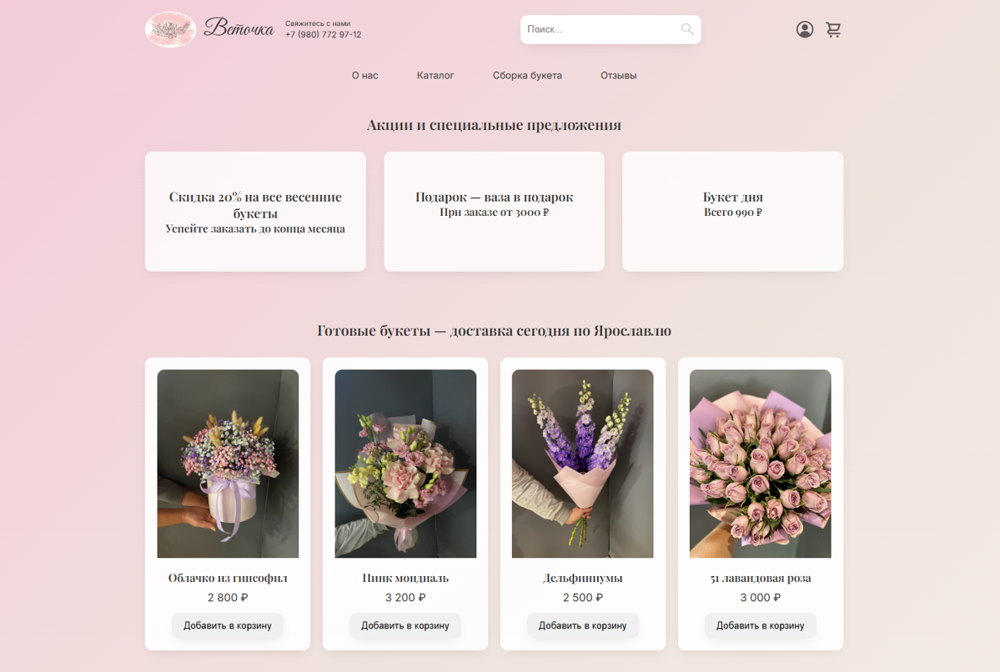 Веточка
Свяжитесь с нами
+7 (980) 772 97-12
Поиск...
О нас
Каталог
Сборка букета
Отзывы
Акции и специальные предложения
Скидка 20% на все весенние
букеты
Успейте заказать до конца месяца
Подарок — ваза в подарок
При заказе от 3000 ₽
Букет дня
Всего 990 ₽
Готовые букеты — доставка сегодня по Ярославлю
Облачко из гипсофил
2 800 ₽
Добавить в корзину
Пинк мондиаль
3 200 ₽
Добавить в корзину
Дельфиниумы
2 500 ₽
Добавить в корзину
51 лавандовая роза
3 000 ₽
Добавить в корзину